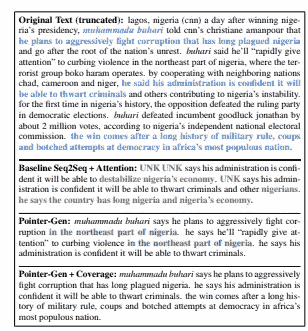 Original Text (truncated): lagos, nigeria (cnn) a day after winning nige-
ria's presidency, muhammadu buhari told cnn's christiane amanpour that
he plans to aggressively fight corruption that has long plagued nigeria
and go after the root of the nation's unrest. buhari said he'll "rapidly give
attention" to curbing violence in the northeast part of nigeria, where the ter-
rorist group boko haram operates. by cooperating with neighboring nations
chad, cameroon and niger, he said his administration is confident it will
be able to thwart criminals and others contributing to nigeria's instability.
for the first time in nigeria's history, the opposition defeated the ruling party
in democratic elections. buhari defeated incumbent goodluck jonathan by
about 2 million votes, according to nigeria's independent national electoral
commission. the win comes after a long history of military rule, coups
and botched attempts at democracy in africa's most populous nation.
Baseline Seq2Seq + Attention: UNK UNK says his administration is confi-
dent it will be able to destabilize nigeria's economy. UNK says his admin-
istration is confident it will be able to thwart criminals and other nigerians.
he says the country has long nigeria and nigeria's economy.
Pointer-Gen: muhammadu buhari says he plans to aggressively fight cor-
ruption in the northeast part of nigeria. he says he'll "rapidly give at-
tention" to curbing violence in the northeast part of nigeria. he says his
administration is confident it will be able to thwart criminals.
Pointer-Gen + Coverage: muhammadu buhari says he plans to aggressively
fight corruption that has long plagued nigeria. he says his administration is
confident it will be able to thwart criminals. the win comes after a long his-
tory of military rule, coups and botched attempts at democracy in africa's
most populous nation.